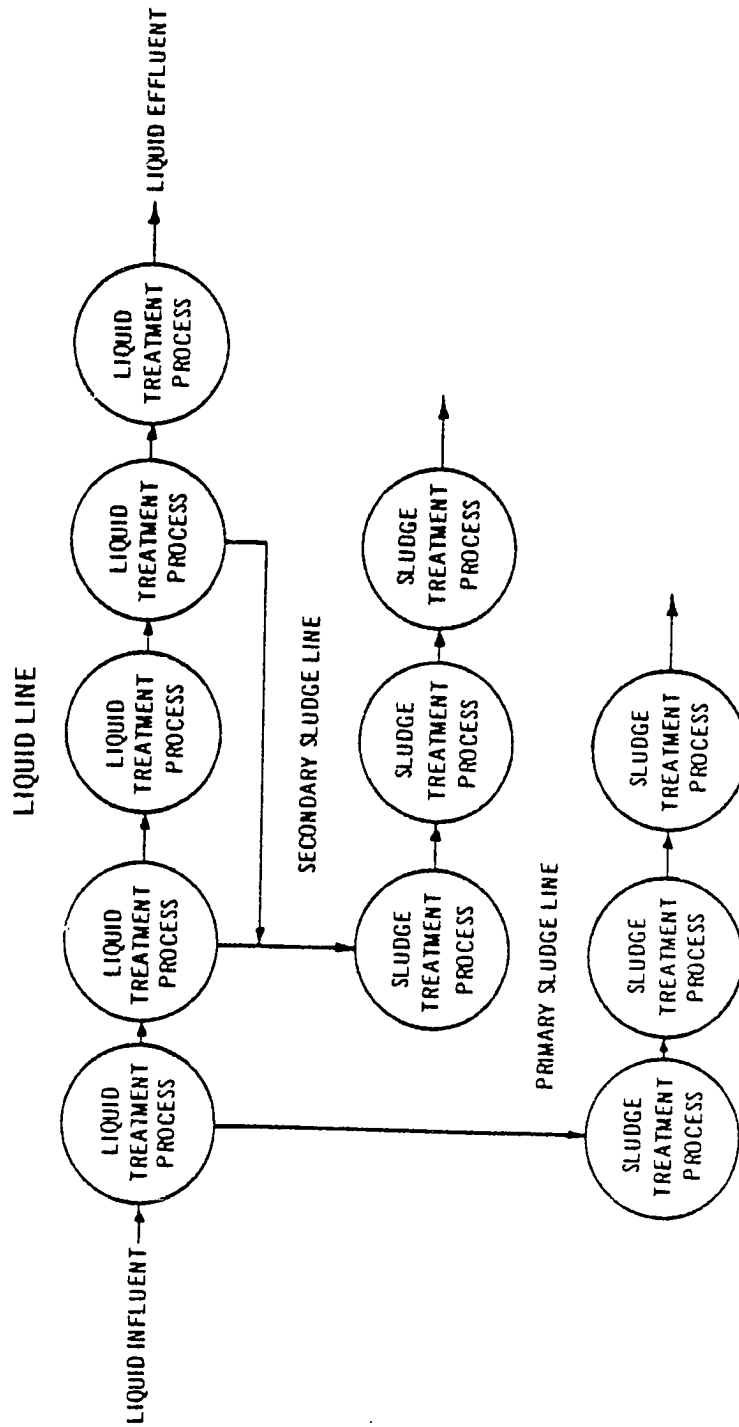 LIQUID LINE
LIQUID INFLUENT
LIQUID
TREATMENT
PROCESS
LIQUID
TREATMENT
PROCESS
LIQUID
TREATMENT
PROCESS
LIQUID
TREATMENT
PROCESS
LIQUID
TREATMENT
PROCESS
LIQUID EFFLUENT
SECONDARY SLUDGE LINE
SLUDGE
TREATMENT
PROCESS
SLUDGE
TREATMENT
PROCESS
SLUDGE
TREATMENT
PROCESS
PRIMARY SLUDGE LINE
SLUDGE
TREATMENT
PROCESS
SLUDGE
TREATMENT
PROCESS
SLUDGE
TREATMENT
PROCESS